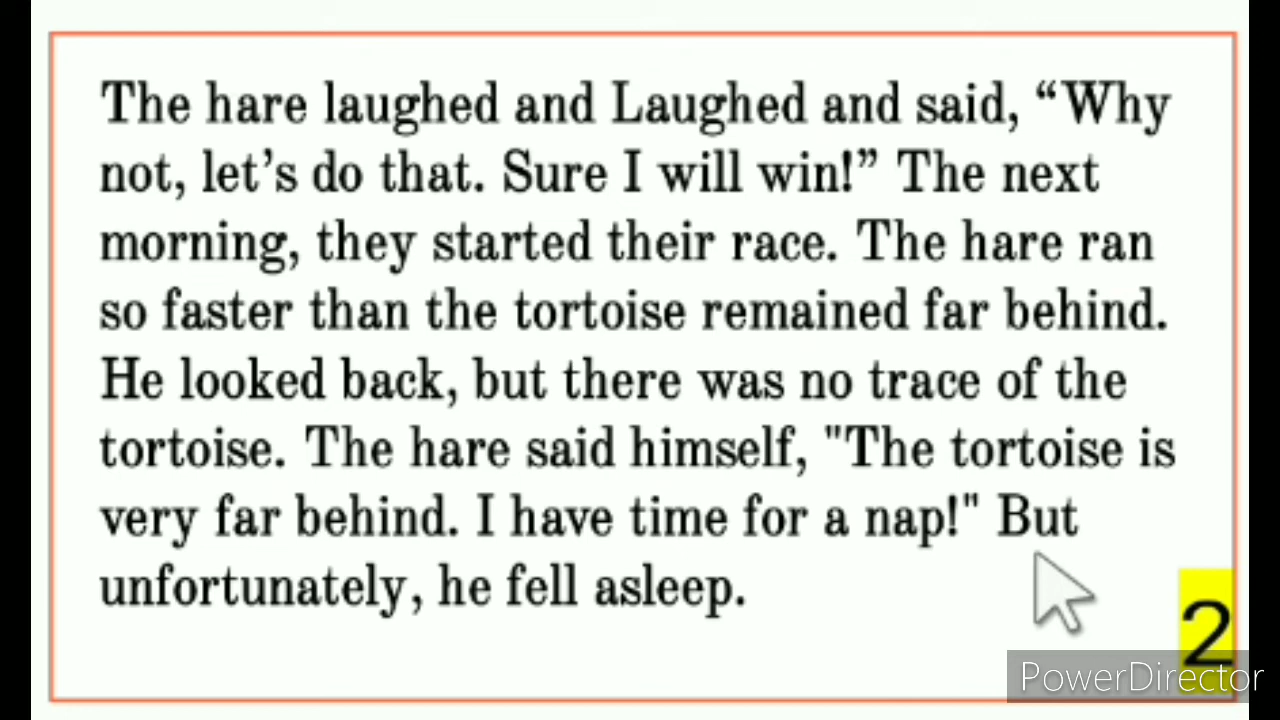 The hare laughed and Laughed and said, “Why
not, let’s do that. Sure I will win!” The next
morning, they started their race. The hare ran
so faster than the tortoise remained far behind.
He looked back, but there was no trace of the
tortoise. The hare said himself, "The tortoise is
very far behind. I have time for a nap!" But
unfortunately, he fell asleep.
2
PowerDirector